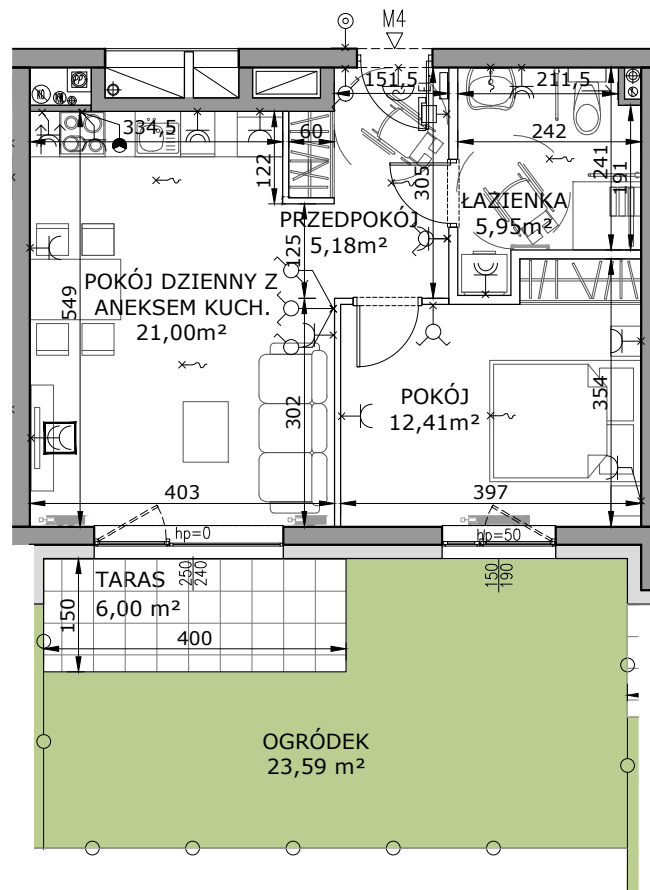 M4
151,5
211,5
334,5
60
242
122
305
241
191
ŁAZIENKA
5,95m²
PRZEDPOKÓJ
5,18m²
125
POKÓJ DZIENNY Z
ANEKSEM KUCH.
21,00m²
549
302
POKÓJ
12,41m²
354
403
397
hp=0
hp=50
250
240
150
190
TARAS
6,00 m²
150
400
OGRÓDEK
23,59 m²